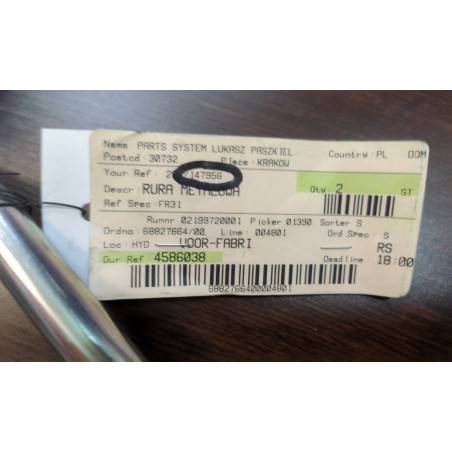 Name : PARTS SYSTEM LUKASZ PASZKIEL Country : PL DOM
Postcd : 30732 Place : KRAKOW
Your Ref : 147956
Descr : RURA METALOWA Qty 2 ST
Ref Spec : FR31
Runnr 02199720001 Picker 01390 Sorter S
Ordno : 68827664/00 Line : 004801 Ord.Spec : S
Loc : HYD VOOR-FABRI RS
Our Ref 4586038 Deadline : 18:00
6882766400004801